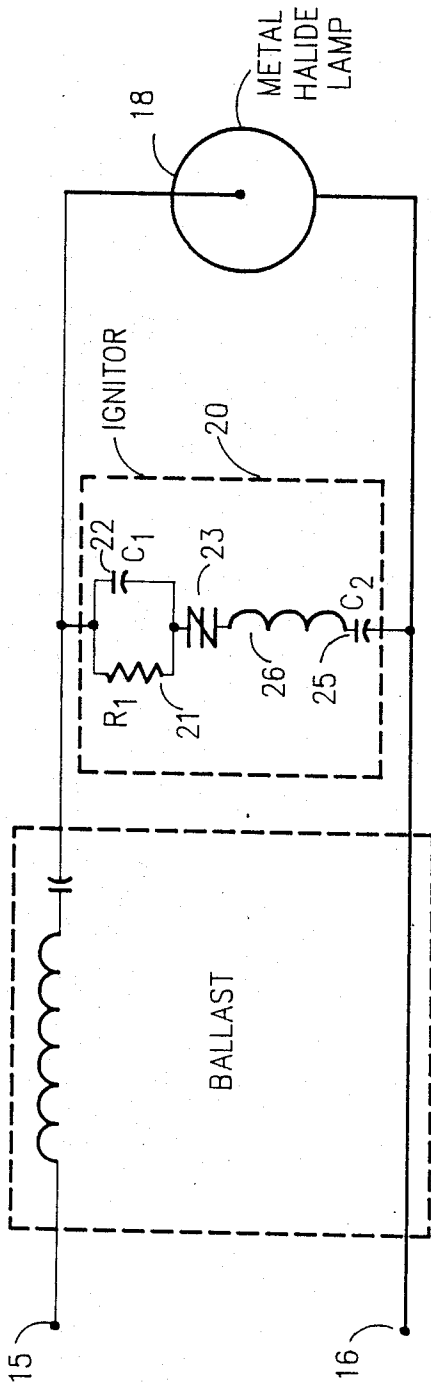 15
16
BALLAST
IGNITOR
20
22
C1
R1
21
23
26
25
C2
18
METAL
HALIDE
LAMP